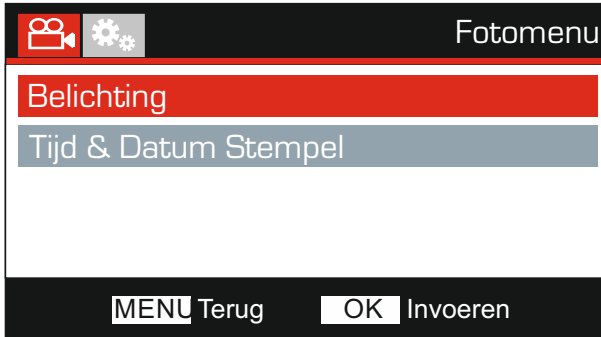 Fotomenu
Belichting
Tijd & Datum Stempel
MENU Terug OK Invoeren